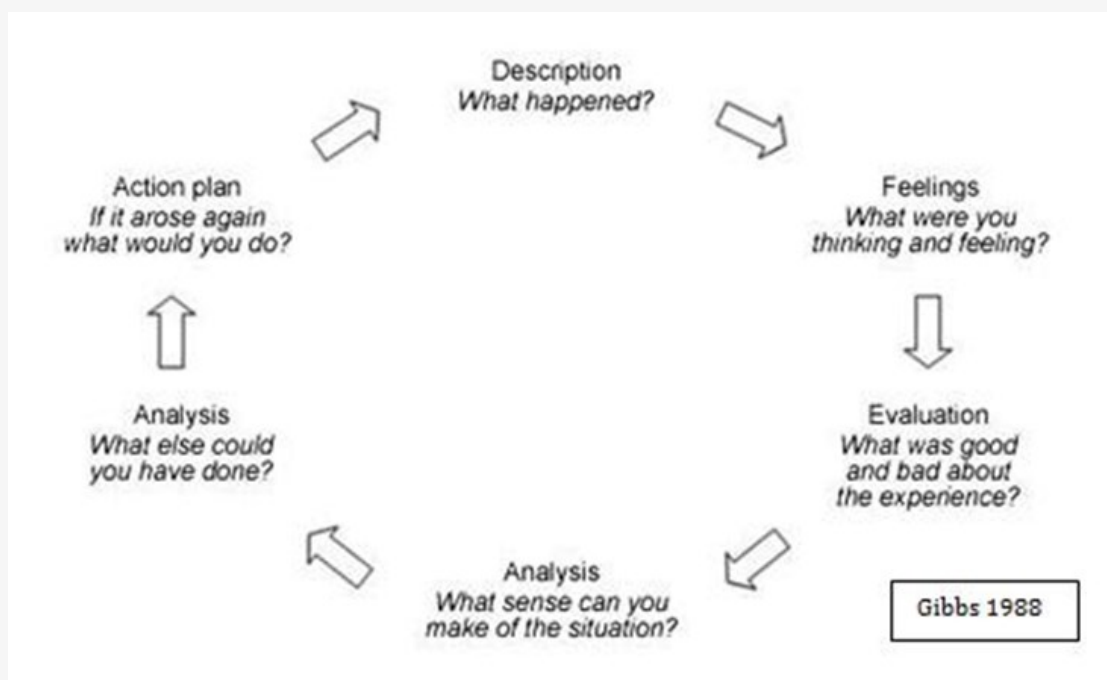 Description
What happened?
Feelings
What were you
thinking and feeling?
Evaluation
What was good
and bad about
the experience?
Analysis
What sense can you
make of the situation?
Analysis
What else could
you have done?
Action plan
If it arose again
what would you do?
Gibbs 1988